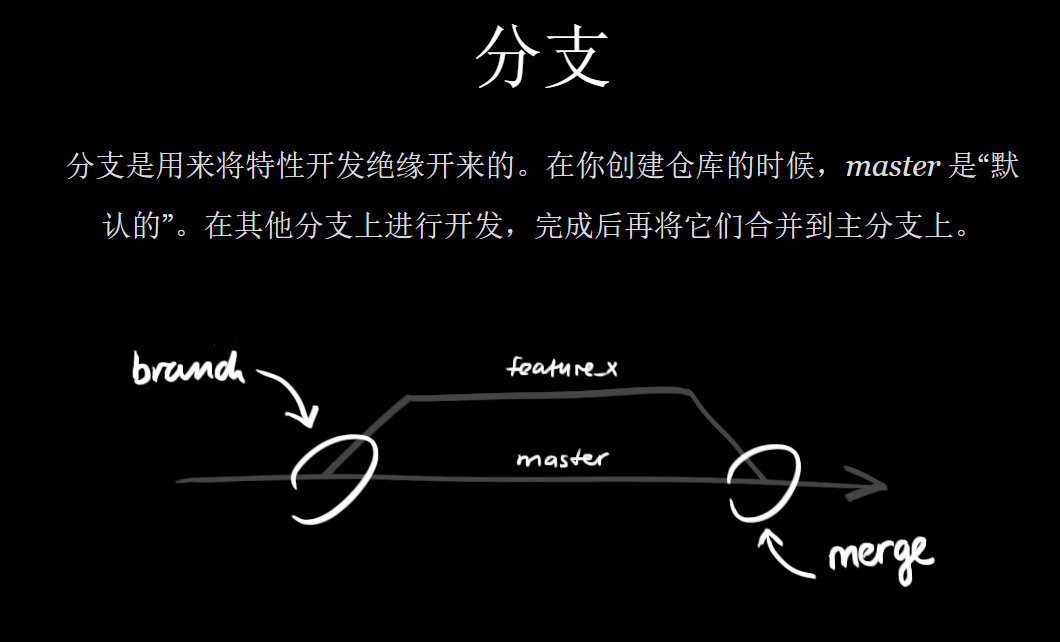 分支
分支是用来将特性开发绝缘开来的。在你创建仓库的时候，master 是“默
认的”。在其他分支上进行开发，完成后再将它们合并到主分支上。
branch
feature_x
master
merge